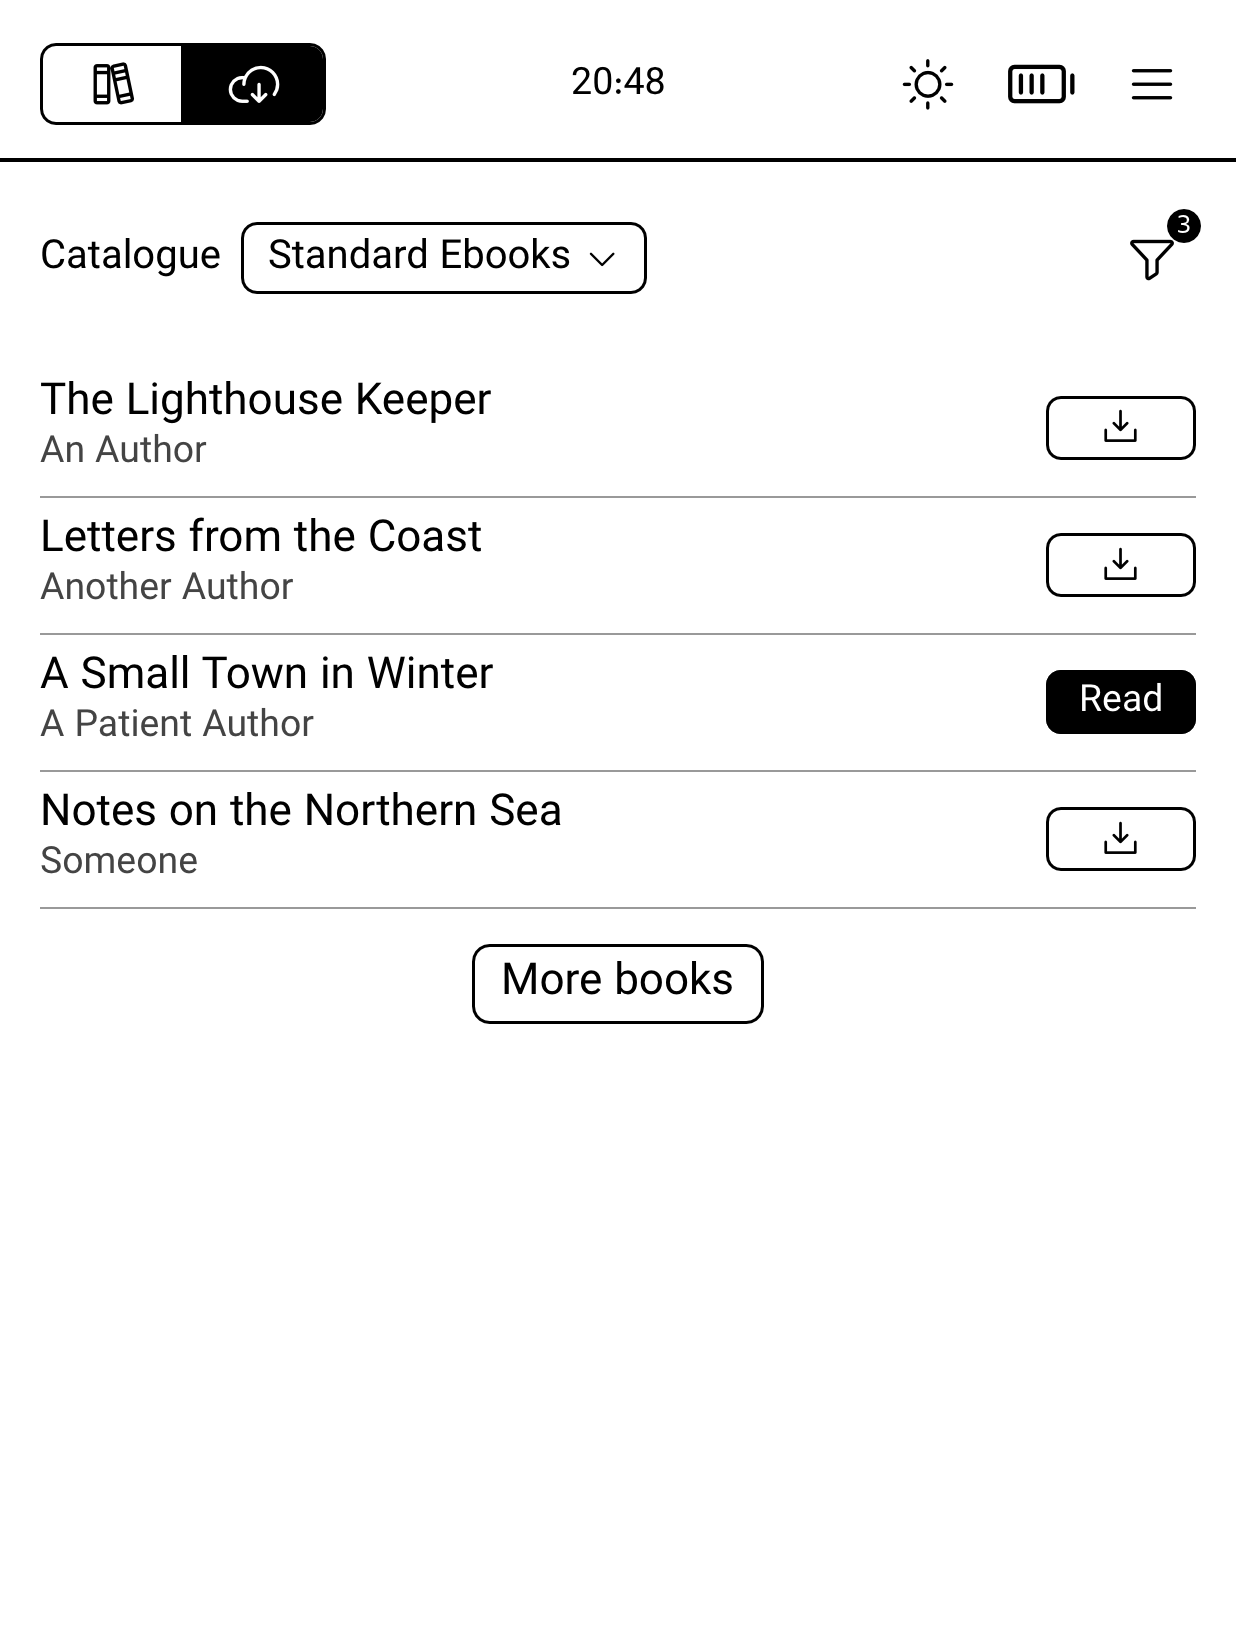 20:48
3
Catalogue Standard Ebooks
The Lighthouse Keeper
An Author
Letters from the Coast
Another Author
A Small Town in Winter
A Patient Author
Read
Notes on the Northern Sea
Someone
More books